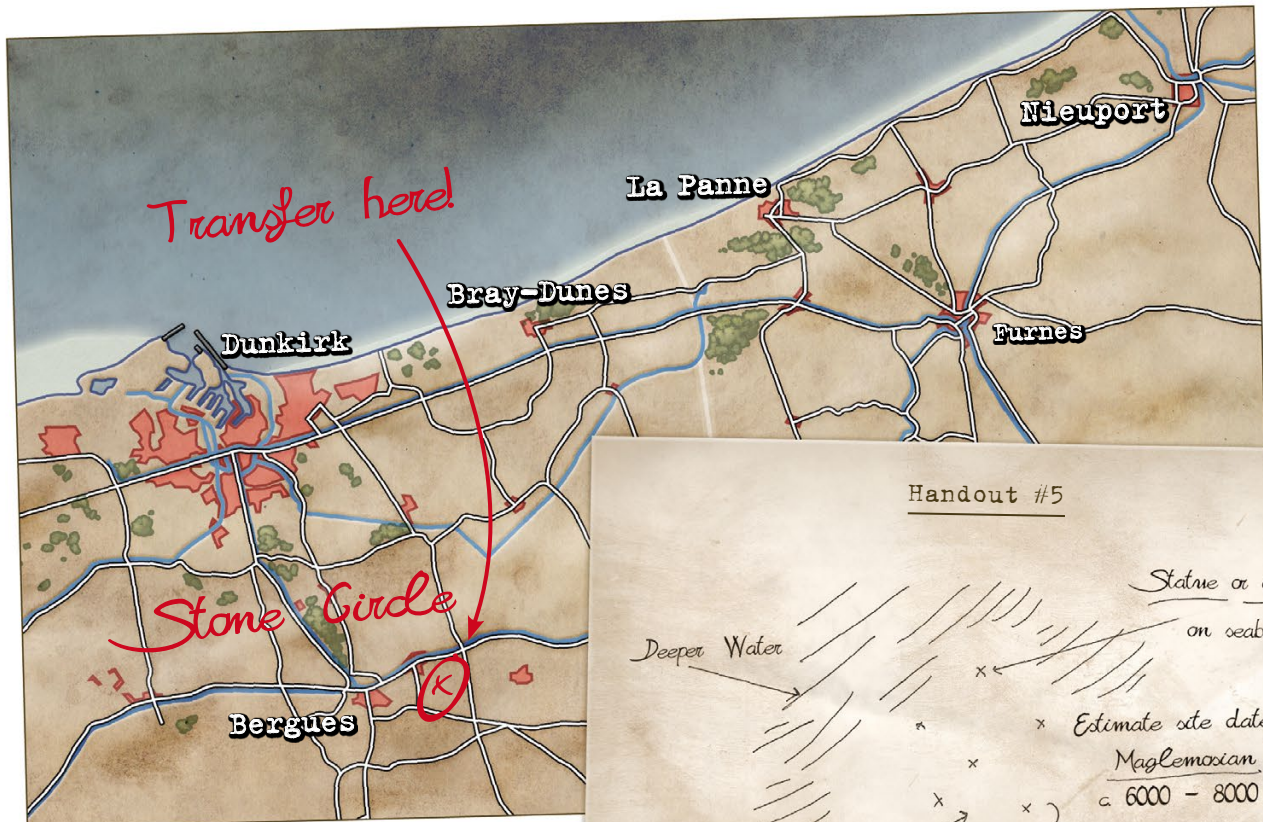 Nieuport
La Panne
Transfer here!
Bray-Dunes
Dunkirk
Furnes
Stone Circle
Bergues
Handout #5
Statue or
on
Deeper Water
Estimate site date
Maglemosian
c. 6000 - 8000